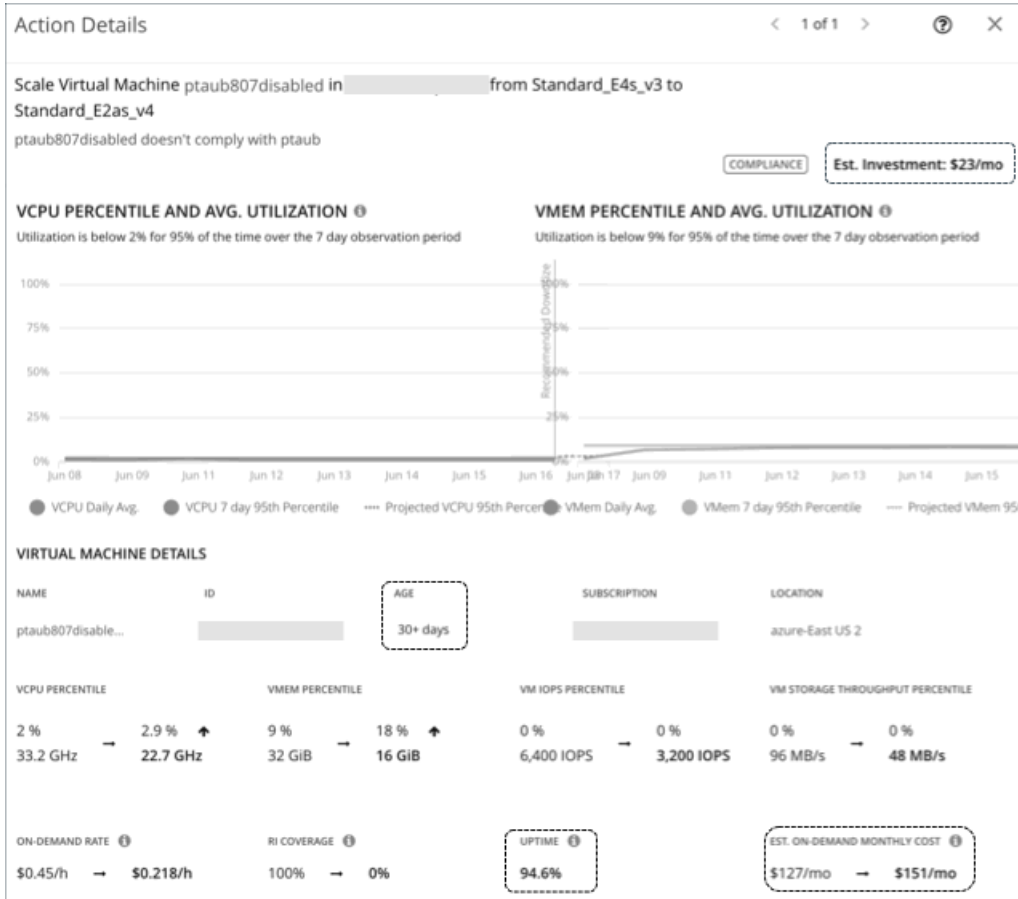 Action Details
1 of 1
Scale Virtual Machine ptaub807disabled in from Standard_E4s_v3 to
Standard_E2as_v4
ptaub807disabled doesn't comply with ptaub
COMPLIANCE
Est. Investment: $23/mo
VCPU PERCENTILE AND AVG. UTILIZATION
Utilization is below 2% for 95% of the time over the 7 day observation period
100%
75%
50%
25%
0%
Jun 08 Jun 09 Jun 11 Jun 12 Jun 13 Jun 14 Jun 15 Jun 16 Jun 17
Recommended Downsize
VCPU Daily Avg. VCPU 7 day 95th Percentile Projected VCPU 95th Percen
VMEM PERCENTILE AND AVG. UTILIZATION
Utilization is below 9% for 95% of the time over the 7 day observation period
100%
75%
50%
25%
0%
Jun 09 Jun 11 Jun 12 Jun 13 Jun 14 Jun 15
VMem Daily Avg. VMem 7 day 95th Percentile Projected VMem 95
VIRTUAL MACHINE DETAILS
NAME ID AGE SUBSCRIPTION LOCATION
ptaub807disable... 30+ days azure-East US 2
VCPU PERCENTILE VMEM PERCENTILE VM IOPS PERCENTILE VM STORAGE THROUGHPUT PERCENTILE
2 % → 2.9 % ↑ 9 % → 18 % ↑ 0 % → 0 % 0 % → 0 %
33.2 GHz 22.7 GHz 32 GiB 16 GiB 6,400 IOPS 3,200 IOPS 96 MB/s 48 MB/s
ON-DEMAND RATE RI COVERAGE UPTIME EST. ON-DEMAND MONTHLY COST
$0.45/h → $0.218/h 100% → 0% 94.6% $127/mo → $151/mo